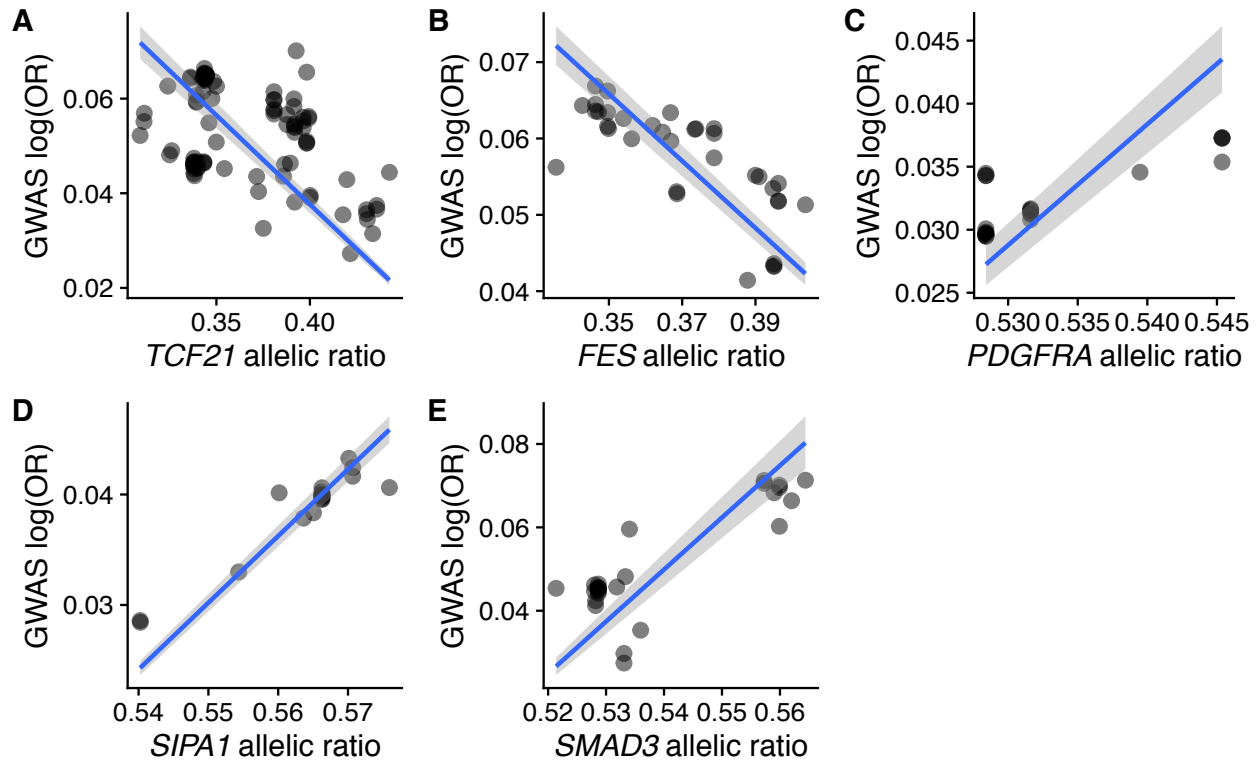 A
GWAS log(OR)
0.06
0.04
0.02
0.35 0.40
TCF21 allelic ratio
B
GWAS log(OR)
0.07
0.06
0.05
0.04
0.35 0.37 0.39
FES allelic ratio
C
GWAS log(OR)
0.045
0.040
0.035
0.030
0.025
0.530 0.535 0.540 0.545
PDGFRA allelic ratio
D
GWAS log(OR)
0.04
0.03
0.54 0.55 0.56 0.57
SIPA1 allelic ratio
E
GWAS log(OR)
0.08
0.06
0.04
0.52 0.53 0.54 0.55 0.56
SMAD3 allelic ratio